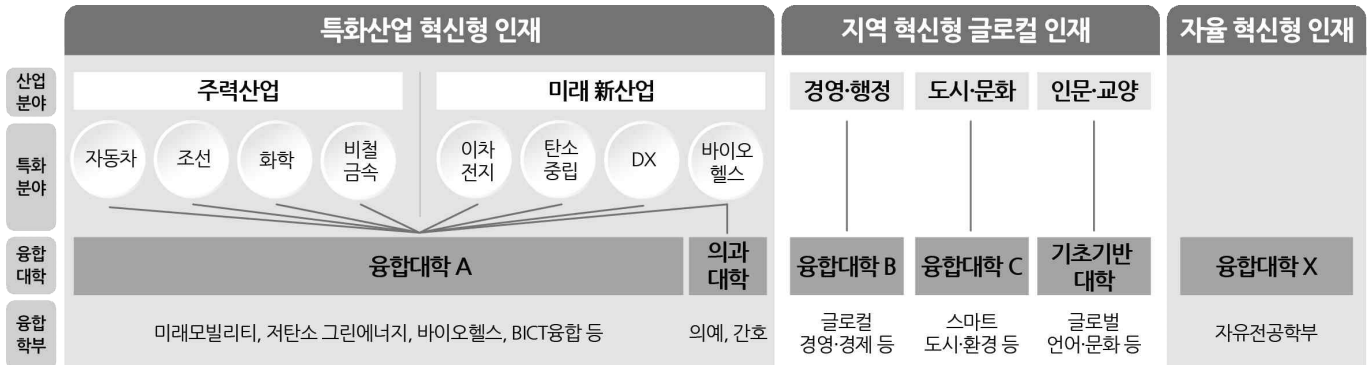 특화산업 혁신형 인재
지역 혁신형 글로컬 인재
자율 혁신형 인재
산업
분야
주력산업
미래 新산업
경영·행정
도시·문화
인문·교양
특화
분야
자동차
조선
화학
비철
금속
이차
전지
탄소
중립
DX
바이오
헬스
융합
대학
융합대학 A
의과
대학
융합대학 B
융합대학 C
기초기반
대학
융합대학 X
융합
학부
미래모빌리티, 저탄소 그린에너지, 바이오헬스, BICT융합 등
의예, 간호
글로컬
경영·경제 등
스마트
도시·환경 등
글로벌
언어·문화 등
자유전공학부